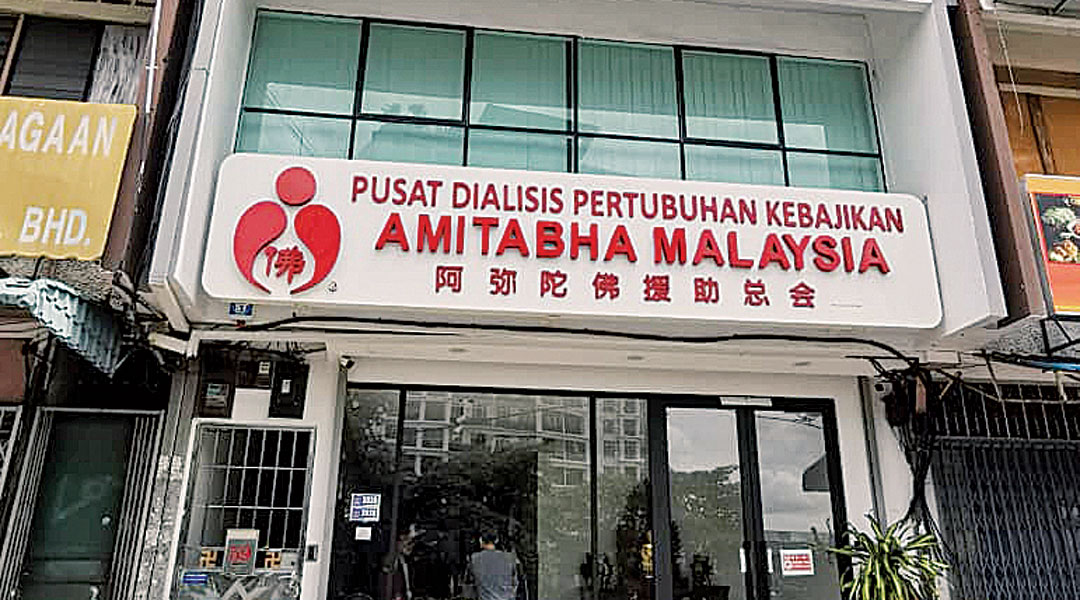 AGAAN
BHD.
PUSAT DIALISIS PERTUBUHAN KEBAJIKAN
AMITABHA MALAYSIA
阿弥陀佛援助总会
佛